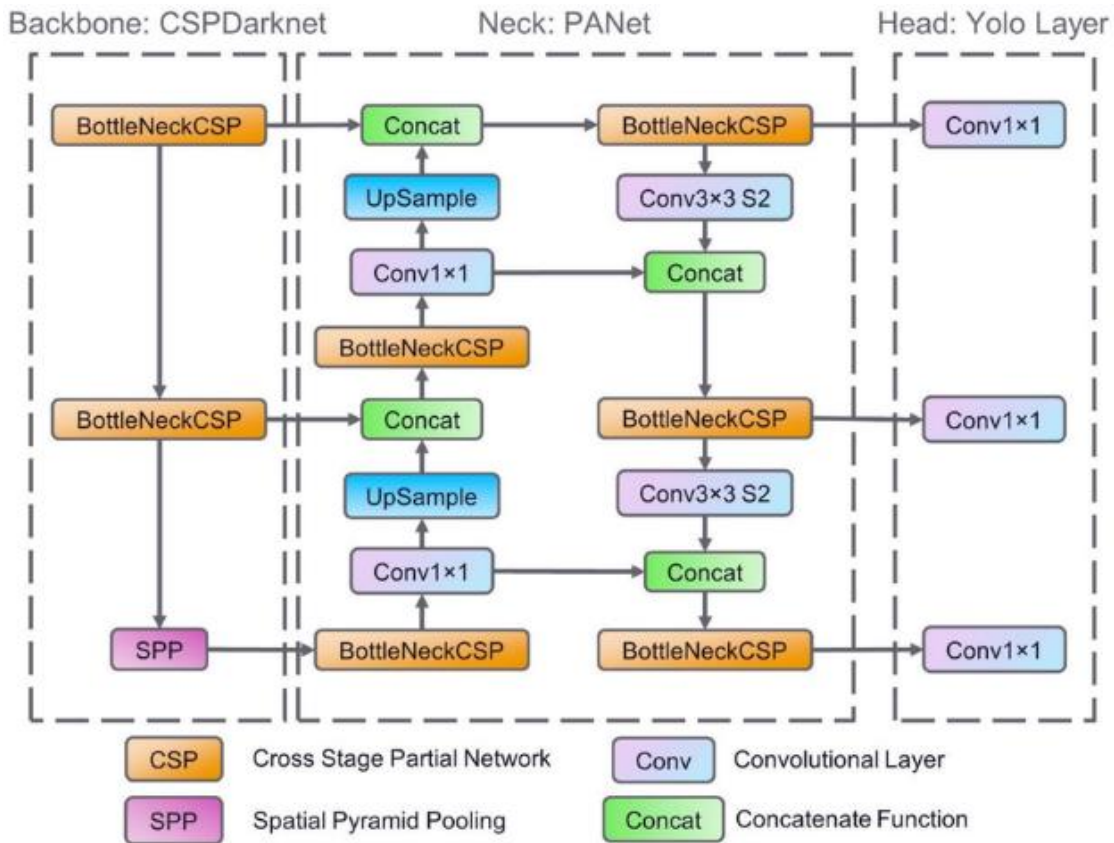 Backbone: CSPDarknet
Neck: PANet
Head: Yolo Layer
BottleNeckCSP
Concat
BottleNeckCSP
Conv1×1
UpSample
Conv3×3 S2
Conv1×1
Concat
BottleNeckCSP
BottleNeckCSP
Concat
BottleNeckCSP
Conv1×1
UpSample
Conv3×3 S2
Conv1×1
Concat
SPP
BottleNeckCSP
BottleNeckCSP
Conv1×1
CSP
Cross Stage Partial Network
Conv
Convolutional Layer
SPP
Spatial Pyramid Pooling
Concat
Concatenate Function